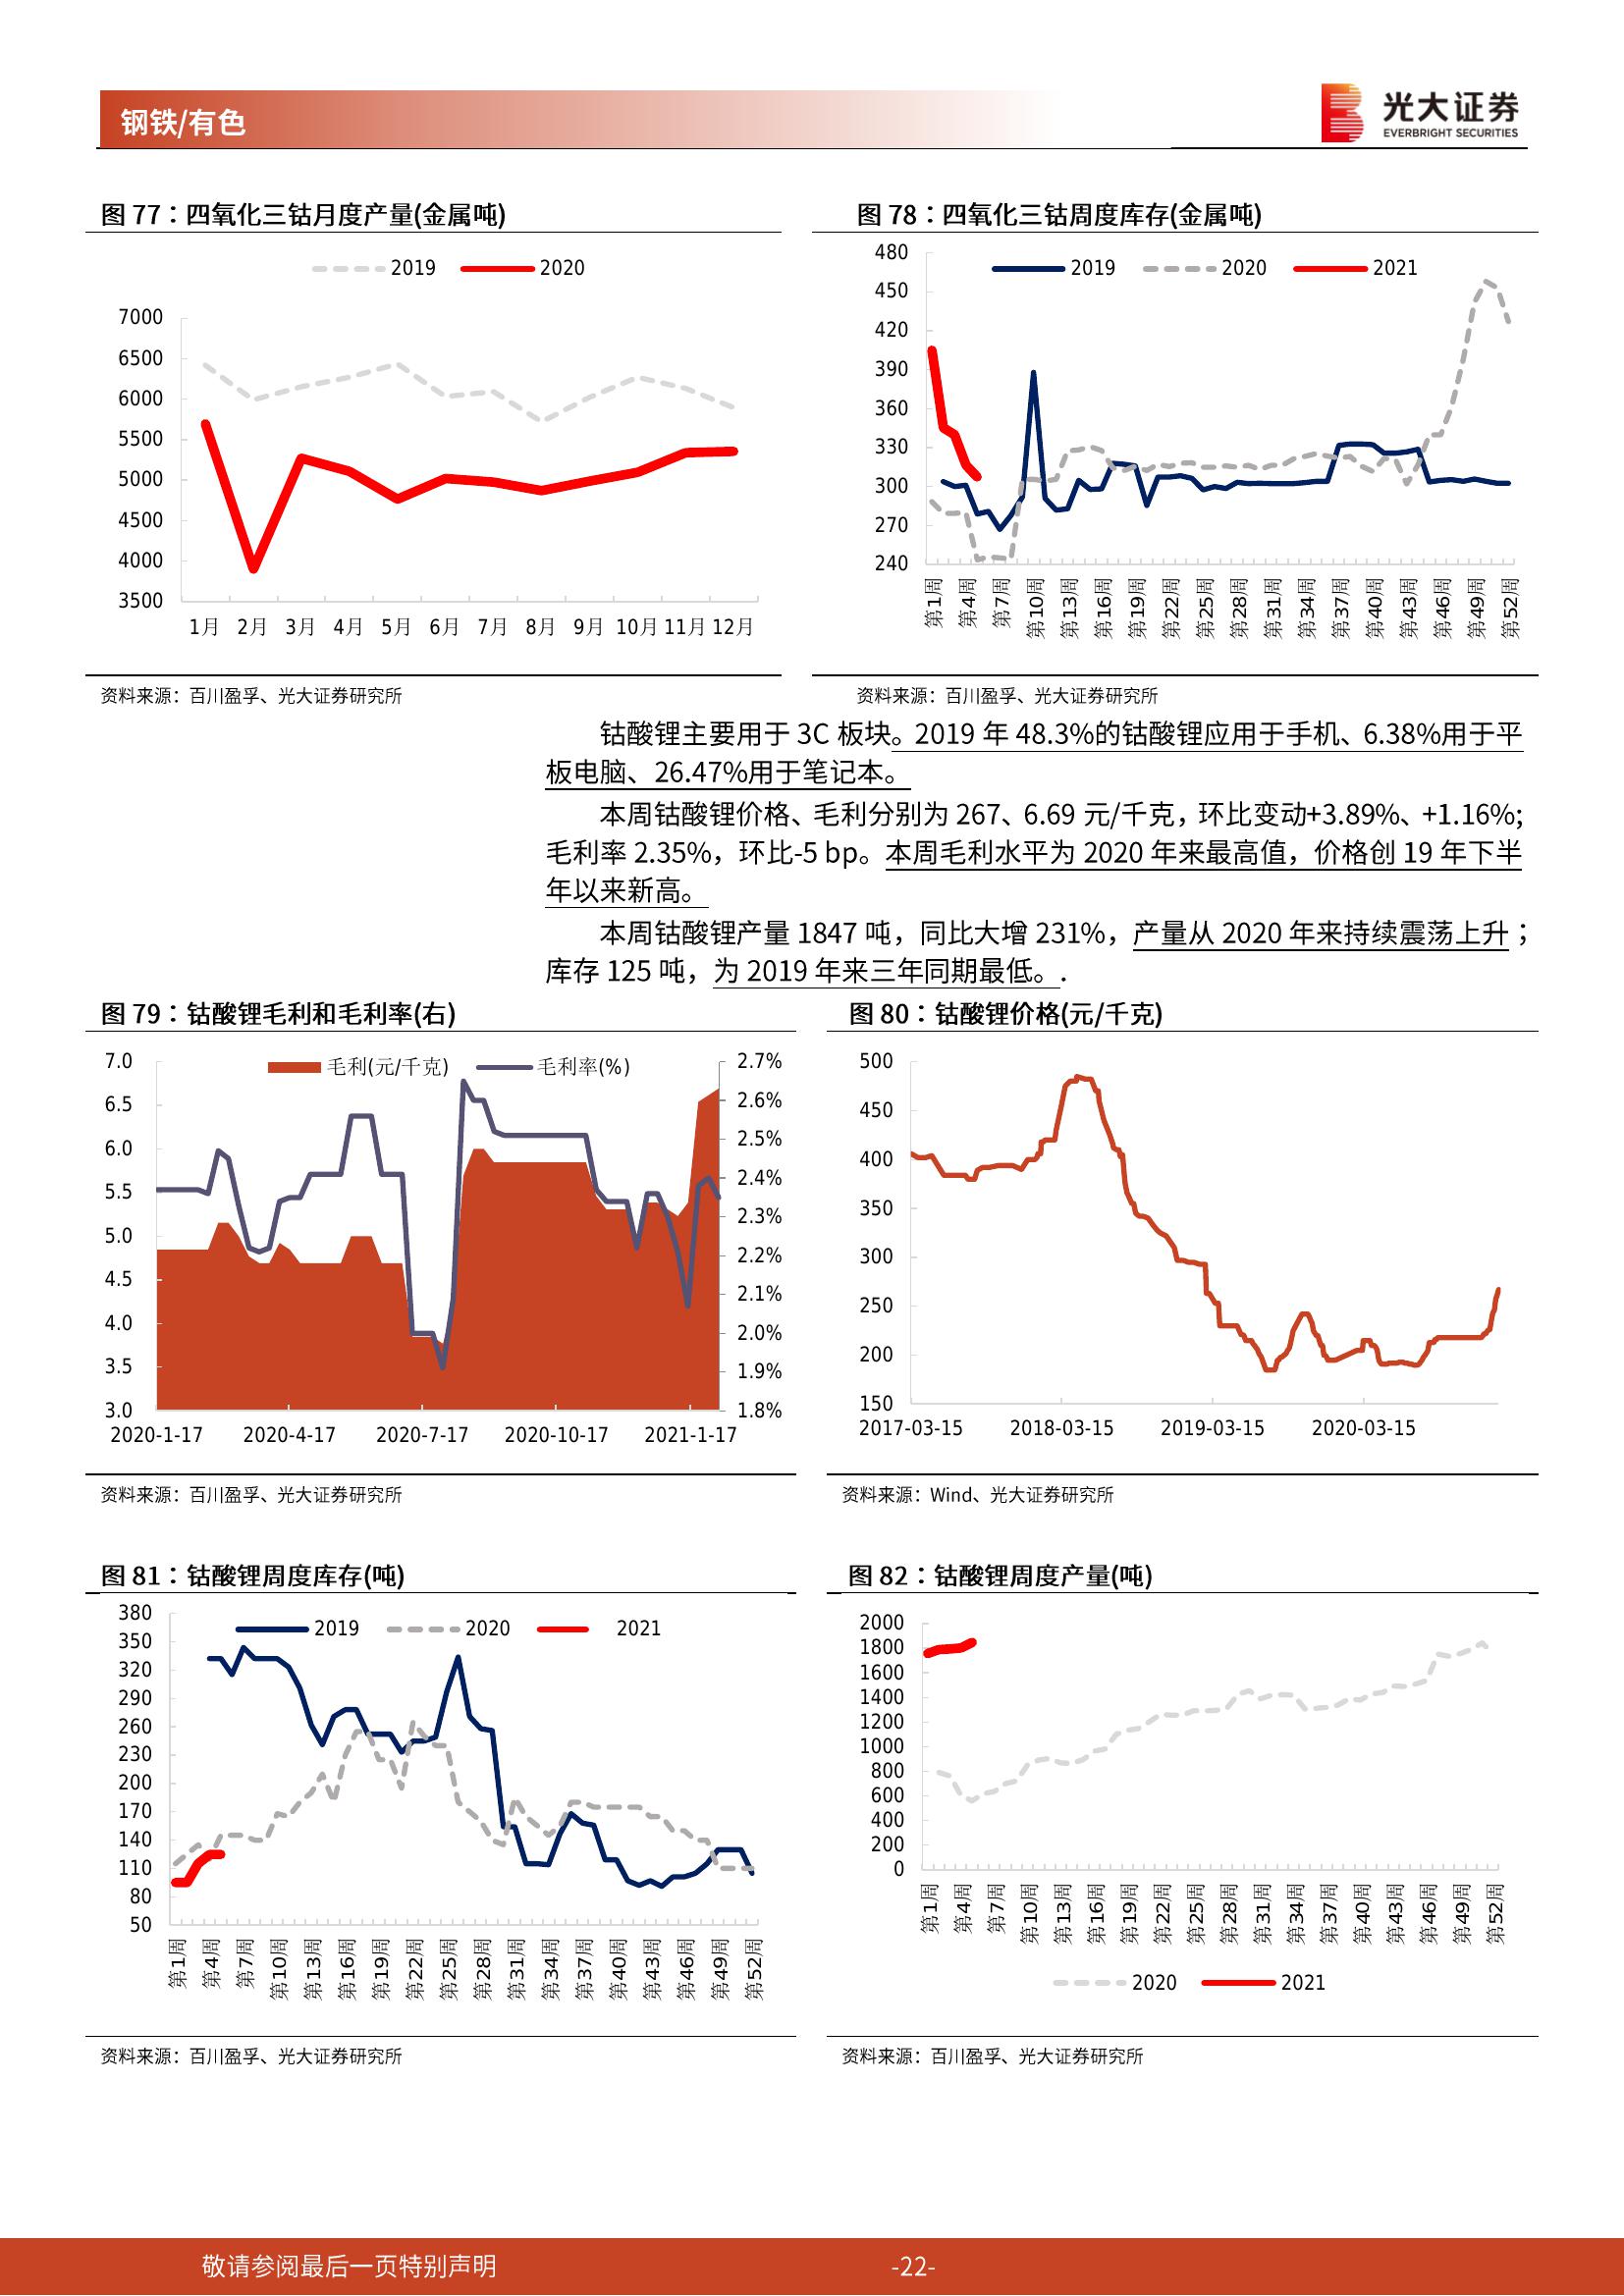 钢铁/有色
光大证券
EVERBRIGHT SECURITIES
图 77：四氧化三钴月度产量(金属吨)
2019 2020
7000
6500
6000
5500
5000
4500
4000
3500
1月 2月 3月 4月 5月 6月 7月 8月 9月 10月 11月 12月
资料来源：百川盈孚、光大证券研究所
图 78：四氧化三钴周度库存(金属吨)
2019 2020 2021
480
450
420
390
360
330
300
270
240
第1周 第4周 第7周 第10周 第13周 第16周 第19周 第22周 第25周 第28周 第31周 第34周 第37周 第40周 第43周 第46周 第49周 第52周
资料来源：百川盈孚、光大证券研究所
钴酸锂主要用于 3C 板块。2019 年 48.3%的钴酸锂应用于手机、6.38%用于平
板电脑、26.47%用于笔记本。
本周钴酸锂价格、毛利分别为 267、6.69 元/千克，环比变动+3.89%、+1.16%;
毛利率 2.35%，环比-5 bp。本周毛利水平为 2020 年来最高值，价格创 19 年下半
年以来新高。
本周钴酸锂产量 1847 吨，同比大增 231%，产量从 2020 年来持续震荡上升；
库存 125 吨，为 2019 年来三年同期最低。.
图 79：钴酸锂毛利和毛利率(右)
毛利(元/千克) 毛利率(%)
7.0
6.5
6.0
5.5
5.0
4.5
4.0
3.5
3.0
2.7%
2.6%
2.5%
2.4%
2.3%
2.2%
2.1%
2.0%
1.9%
1.8%
2020-1-17 2020-4-17 2020-7-17 2020-10-17 2021-1-17
资料来源：百川盈孚、光大证券研究所
图 80：钴酸锂价格(元/千克)
500
450
400
350
300
250
200
150
2017-03-15 2018-03-15 2019-03-15 2020-03-15
资料来源：Wind、光大证券研究所
图 81：钴酸锂周度库存(吨)
2019 2020 2021
380
350
320
290
260
230
200
170
140
110
80
50
第1周 第4周 第7周 第10周 第13周 第16周 第19周 第22周 第25周 第28周 第31周 第34周 第37周 第40周 第43周 第46周 第49周 第52周
资料来源：百川盈孚、光大证券研究所
图 82：钴酸锂周度产量(吨)
2000
1800
1600
1400
1200
1000
800
600
400
200
0
第1周 第4周 第7周 第10周 第13周 第16周 第19周 第22周 第25周 第28周 第31周 第34周 第37周 第40周 第43周 第46周 第49周 第52周
2020 2021
资料来源：百川盈孚、光大证券研究所
敬请参阅最后一页特别声明
-22-